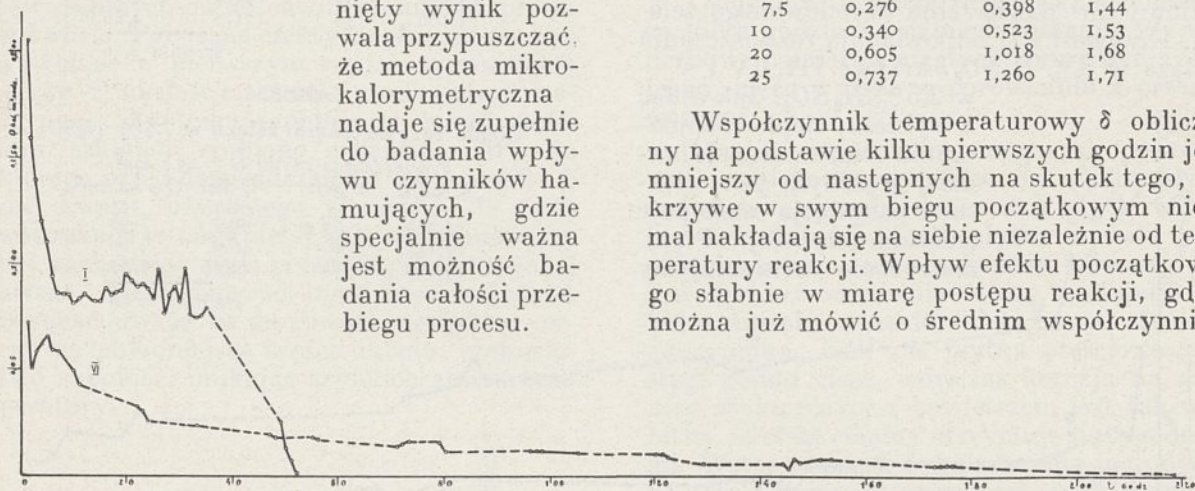 nięty wynik poz-
wala przypuszczać,
że metoda mikro-
kalorymetryczna
nadaje się zupełnie
do badania wpły-
wu czynników ha-
mujących, gdzie
specjalnie ważna
jest możność ba-
dania całości prze-
biegu procesu.
7,5 0,276 0,398 1,44
10 0,340 0,523 1,53
20 0,605 1,018 1,68
25 0,737 1,260 1,71
Współczynnik temperaturowy δ oblicz
ny na podstawie kilku pierwszych godzin je
mniejszy od następnych na skutek tego,
krzywe w swym biegu początkowym nie
mal nakładają się na siebie niezależnie od te
peratury reakcji. Wpływ efektu początkow
go słabnie w miarę postępu reakcji, gd
można już mówić o średnim współczynni
I
VI
0